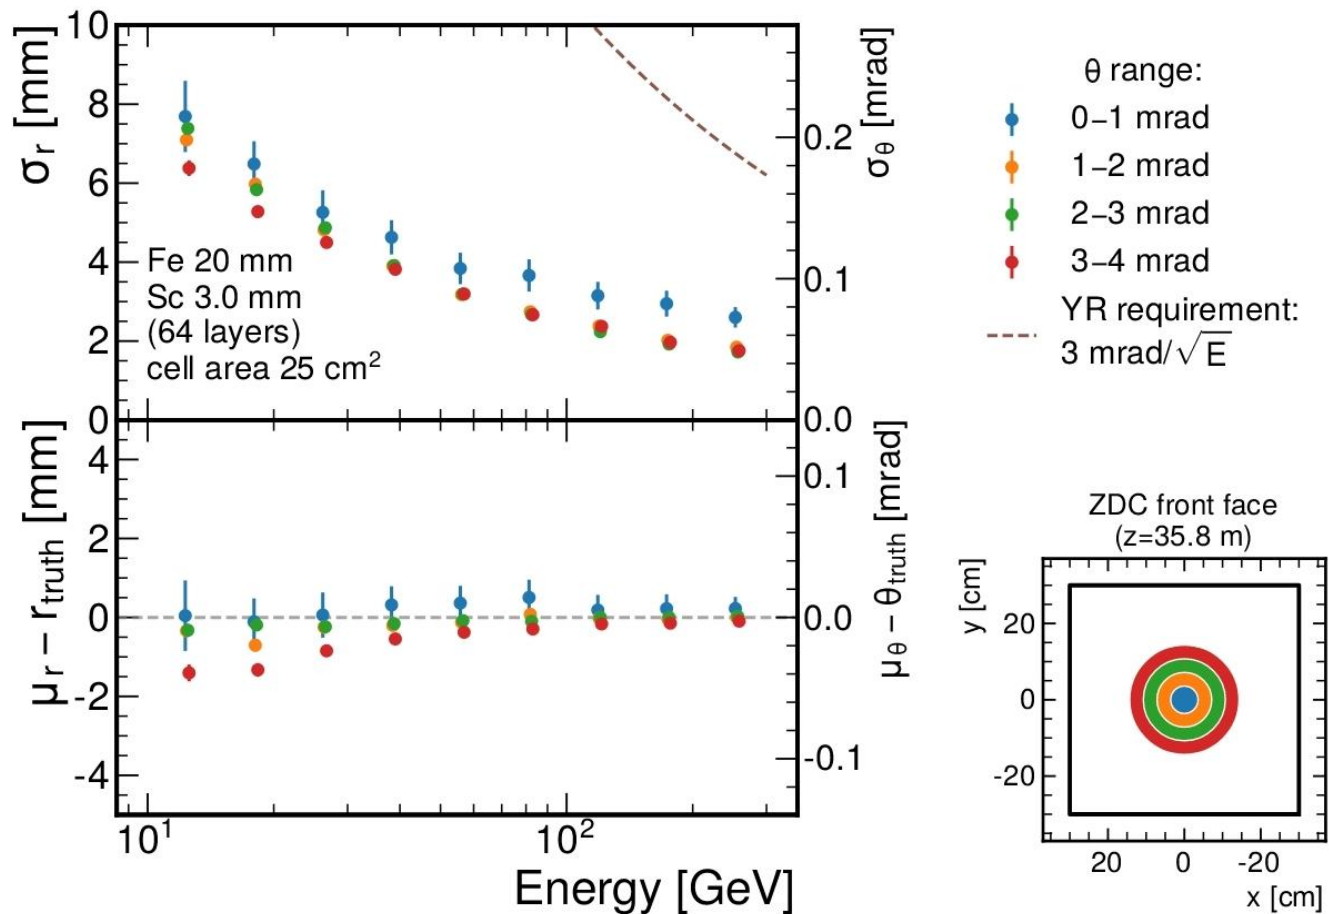 10
8
6
4
2
0
σr [mm]
Fe 20 mm
Sc 3.0 mm
(64 layers)
cell area 25 cm²
0.2
0.1
0.0
σθ [mrad]
4
2
0
-2
-4
μr − rtruth [mm]
0.1
0.0
-0.1
μθ − θtruth [mrad]
10¹
10²
Energy [GeV]
θ range:
0−1 mrad
1−2 mrad
2−3 mrad
3−4 mrad
YR requirement:
3 mrad/√E
ZDC front face
(z=35.8 m)
y [cm]
20
0
-20
20
0
-20
x [cm]